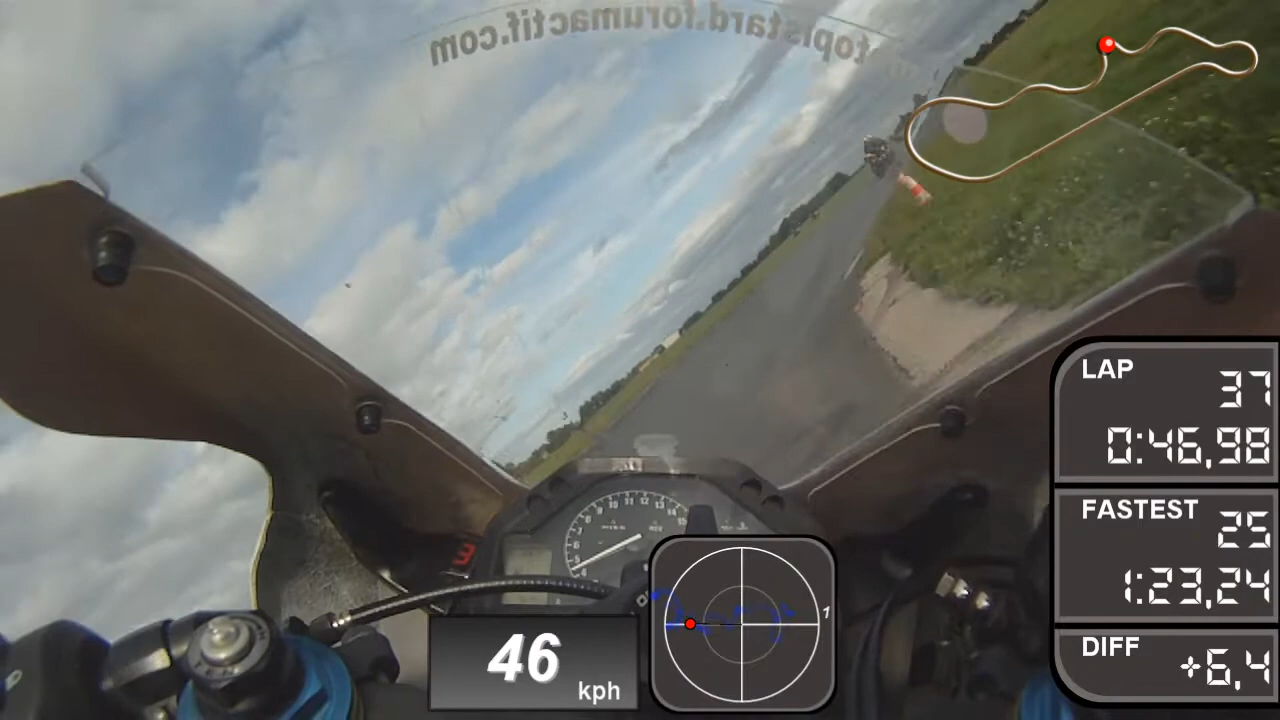 topistard.forumactif.com
LAP
37
0:46,98
FASTEST
25
1:23,24
DIFF
+6,4
3
46
kph
1